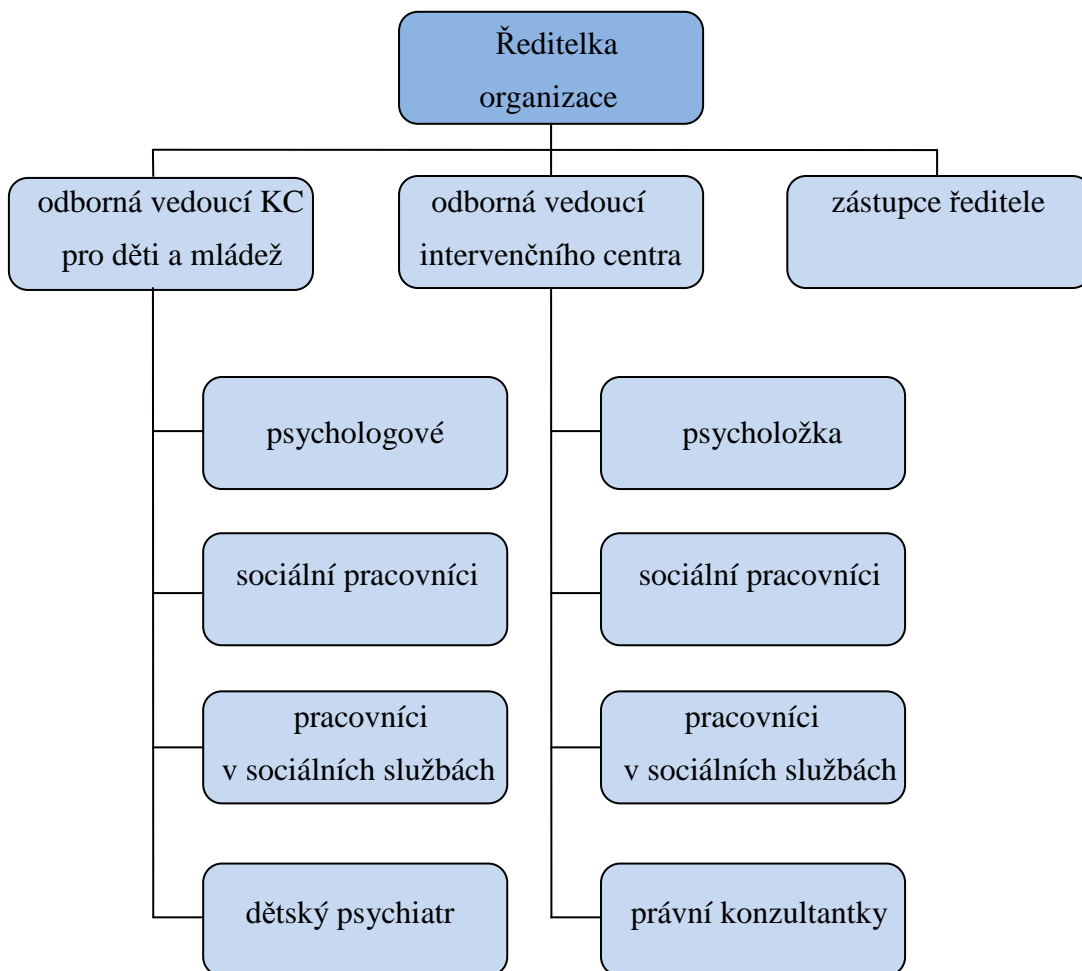 Ředitelka
organizace
odborná vedoucí KC
pro děti a mládež
odborná vedoucí
intervenčního centra
zástupce ředitele
psychologové
psycholožka
sociální pracovníci
sociální pracovníci
pracovníci
v sociálních službách
pracovníci
v sociálních službách
dětský psychiatr
právní konzultantky